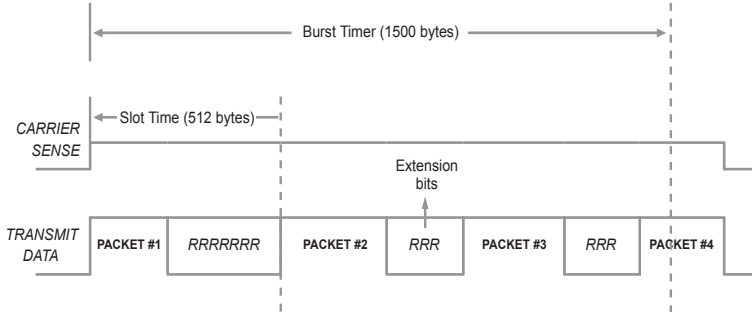 Burst Timer (1500 bytes)
Slot Time (512 bytes)
CARRIER
SENSE
Extension
bits
TRANSMIT
DATA
PACKET #1
RRRRRRR
PACKET #2
RRR
PACKET #3
RRR
PACKET #4